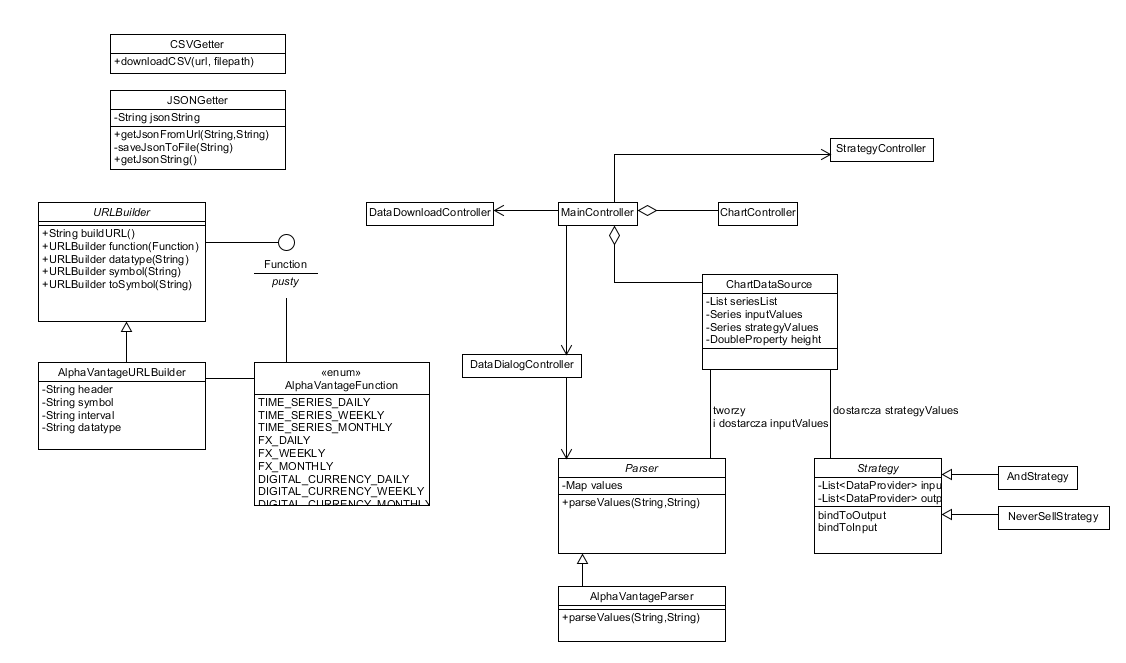 CSVGetter
+downloadCSV(url, filepath)
JSONGetter
-String jsonString
+getJsonFromUrl(String,String)
-saveJsonToFile(String)
+getJsonString()
URLBuilder
+String buildURL()
+URLBuilder function(Function)
+URLBuilder datatype(String)
+URLBuilder symbol(String)
+URLBuilder toSymbol(String)
Function
pusty
AlphaVantageURLBuilder
-String header
-String symbol
-String interval
-String datatype
«enum»
AlphaVantageFunction
TIME_SERIES_DAILY
TIME_SERIES_WEEKLY
TIME_SERIES_MONTHLY
FX_DAILY
FX_WEEKLY
FX_MONTHLY
DIGITAL_CURRENCY_DAILY
DIGITAL_CURRENCY_WEEKLY
DIGITAL_CURRENCY_MONTHLY
StrategyController
DataDownloadController
MainController
ChartController
ChartDataSource
-List seriesList
-Series inputValues
-Series strategyValues
-DoubleProperty height
DataDialogController
tworzy
i dostarcza inputValues
dostarcza strategyValues
Parser
-Map values
+parseValues(String,String)
AlphaVantageParser
+parseValues(String,String)
Strategy
-List<DataProvider> inpu
-List<DataProvider> outp
bindToOutput
bindToInput
AndStrategy
NeverSellStrategy